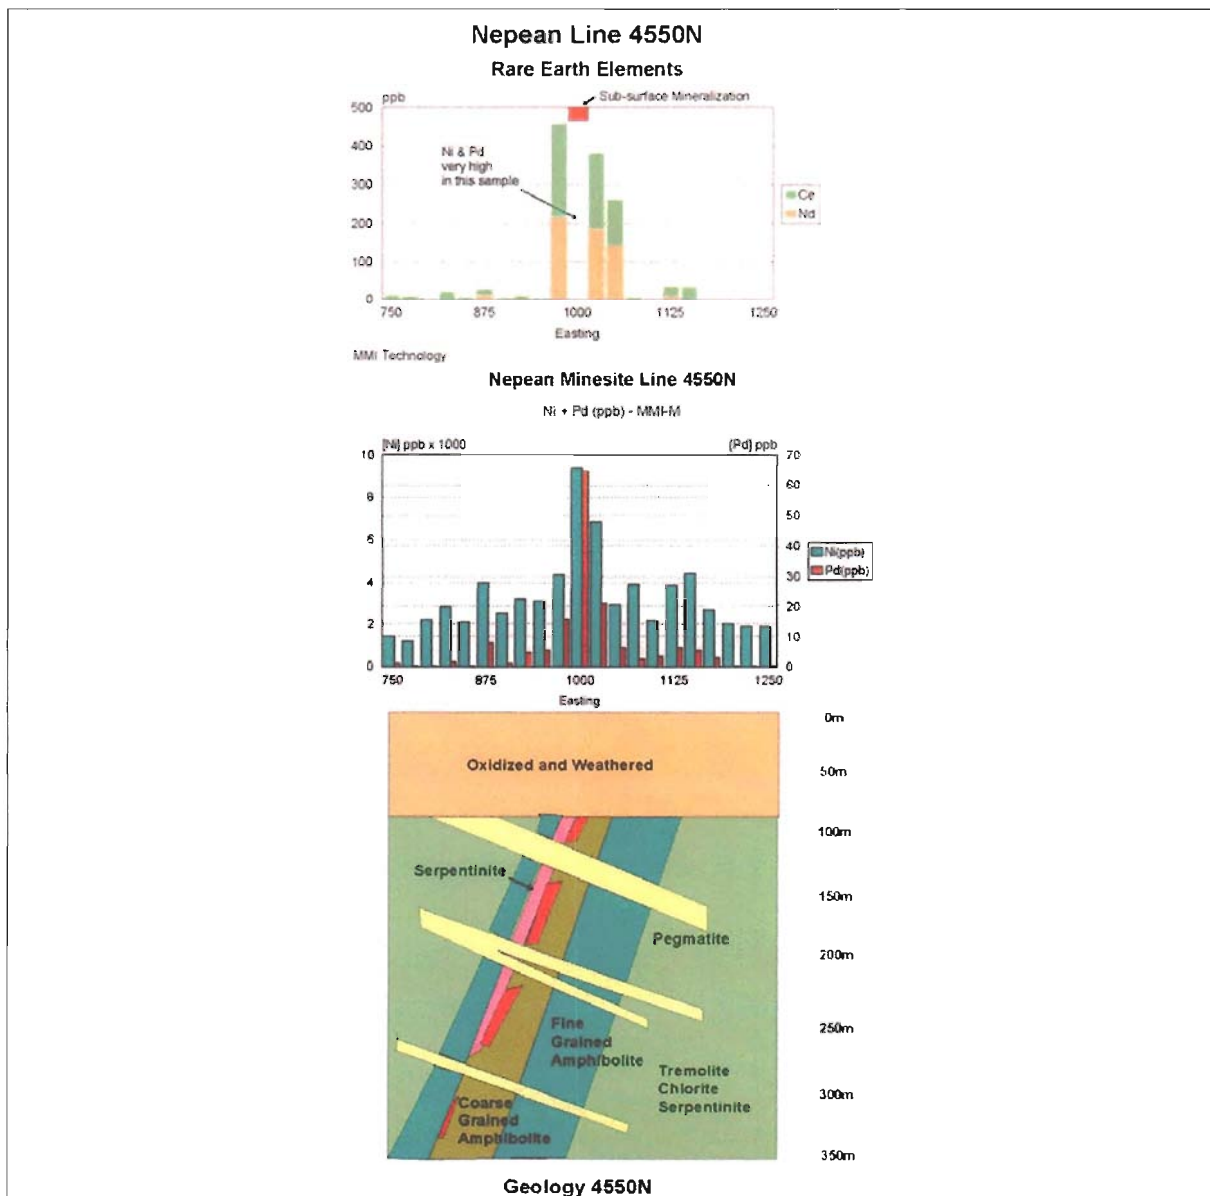 Nepean Line 4550N
Rare Earth Elements
ppb
Sub-surface Mineralization
500
400
300
200
100
0
Ni & Pd
very high
in this sample
Ce
Nd
750 875 1000 1125 1250
Easting
MMI Technology
Nepean Minesite Line 4550N
Ni + Pd (ppb) - MMI-M
[Ni] ppb x 1000
[Pd] ppb
10
8
6
4
2
0
70
60
50
40
30
20
10
0
Ni(ppb)
Pd(ppb)
750 875 1000 1125 1250
Easting
0m
Oxidized and Weathered
50m
100m
Serpentinite
150m
Pegmatite
200m
250m
Fine
Grained
Amphibolite
Tremolite
Chlorite
Serpentinite
300m
Coarse
Grained
Amphibolite
350m
Geology 4550N